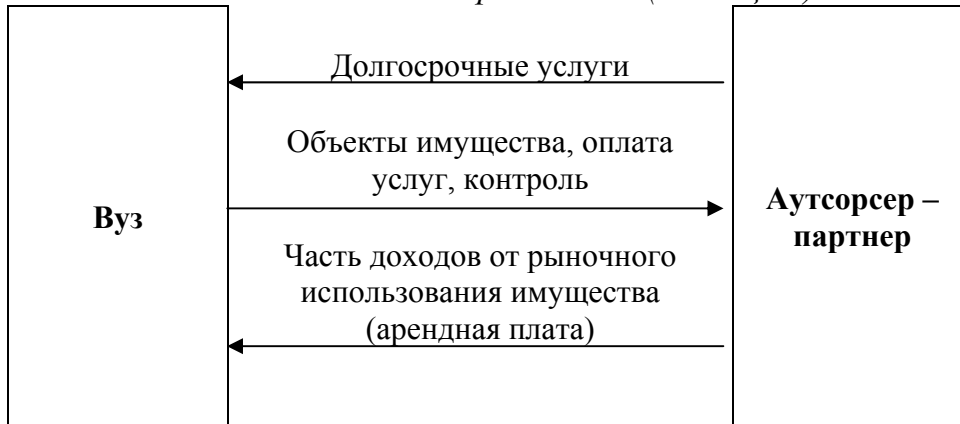 Долгосрочные услуги
Объекты имущества, оплата
услуг, контроль
Вуз
Аутсорсер –
партнер
Часть доходов от рыночного
использования имущества
(арендная плата)